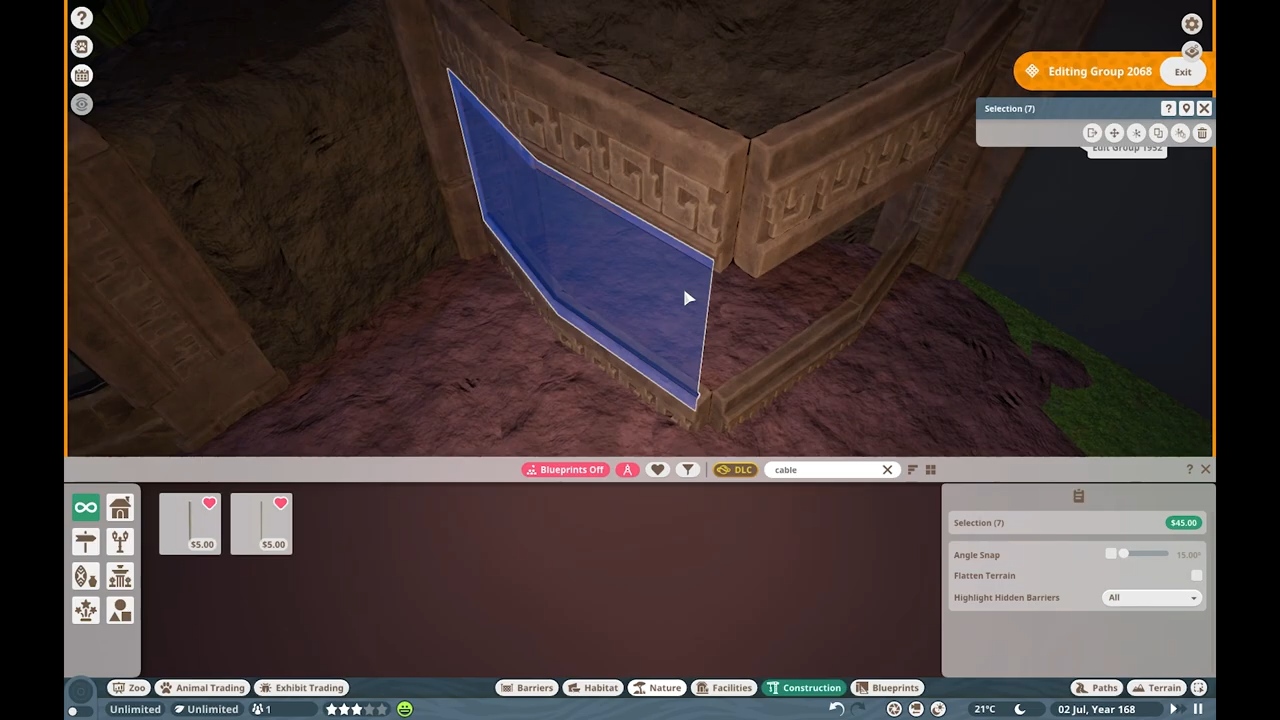 Editing Group 2068
Exit
Selection (7)
?
Edit Group 1952
Blueprints Off
DLC
cable
?
$5.00
$5.00
Selection (7)
$45.00
Angle Snap
15.00°
Flatten Terrain
Highlight Hidden Barriers
All
Zoo
Animal Trading
Exhibit Trading
Barriers
Habitat
Nature
Facilities
Construction
Blueprints
Paths
Terrain
Unlimited
Unlimited
1
21°C
02 Jul, Year 168